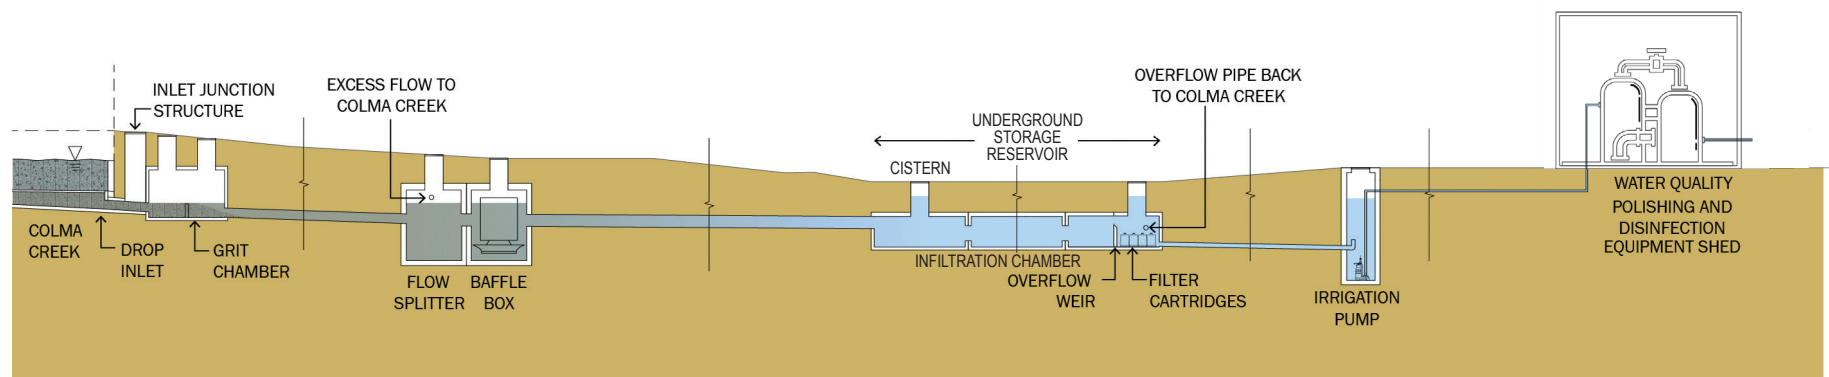 INLET JUNCTION
STRUCTURE
EXCESS FLOW TO
COLMA CREEK
OVERFLOW PIPE BACK
TO COLMA CREEK
UNDERGROUND
STORAGE
RESERVOIR
CISTERN
COLMA
CREEK
DROP
INLET
GRIT
CHAMBER
FLOW
SPLITTER
BAFFLE
BOX
INFILTRATION CHAMBER
OVERFLOW
WEIR
FILTER
CARTRIDGES
IRRIGATION
PUMP
WATER QUALITY
POLISHING AND
DISINFECTION
EQUIPMENT SHED